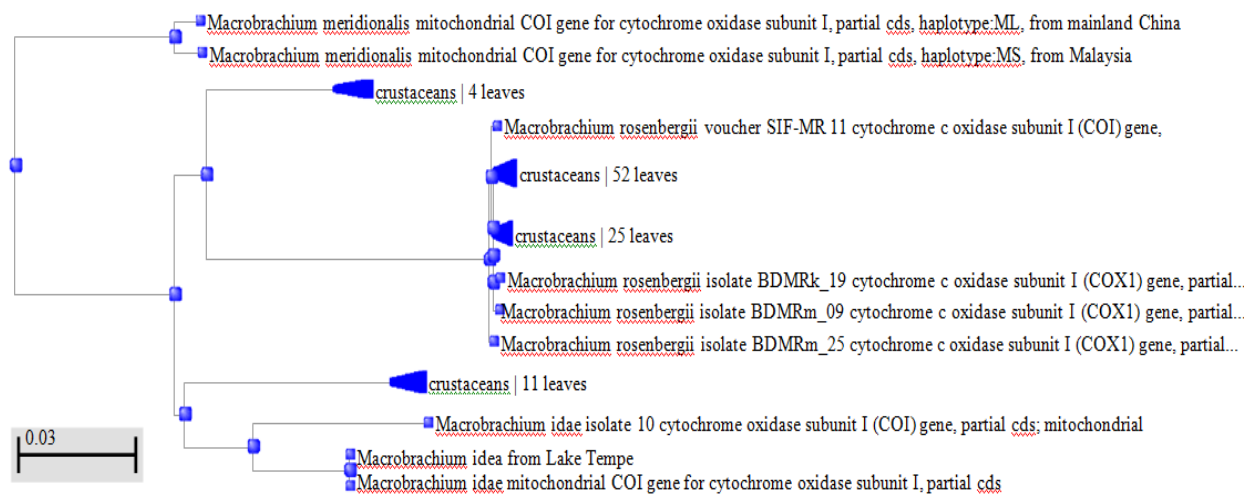 Macrobrachium meridionalis mitochondrial COI gene for cytochrome oxidase subunit I, partial cds, haplotype:ML, from mainland China
Macrobrachium meridionalis mitochondrial COI gene for cytochrome oxidase subunit I, partial cds, haplotype:MS, from Malaysia
crustaceans | 4 leaves
Macrobrachium rosenbergii voucher SIF-MR 11 cytochrome c oxidase subunit I (COI) gene,
crustaceans | 52 leaves
crustaceans | 25 leaves
Macrobrachium rosenbergii isolate BDMRk_19 cytochrome c oxidase subunit I (COX1) gene, partial...
Macrobrachium rosenbergii isolate BDMRm_09 cytochrome c oxidase subunit I (COX1) gene, partial...
Macrobrachium rosenbergii isolate BDMRm_25 cytochrome c oxidase subunit I (COX1) gene, partial...
crustaceans | 11 leaves
Macrobrachium idae isolate 10 cytochrome oxidase subunit I (COI) gene, partial cds; mitochondrial
0.03
Macrobrachium idea from Lake Tempe
Macrobrachium idae mitochondrial COI gene for cytochrome oxidase subunit I, partial cds